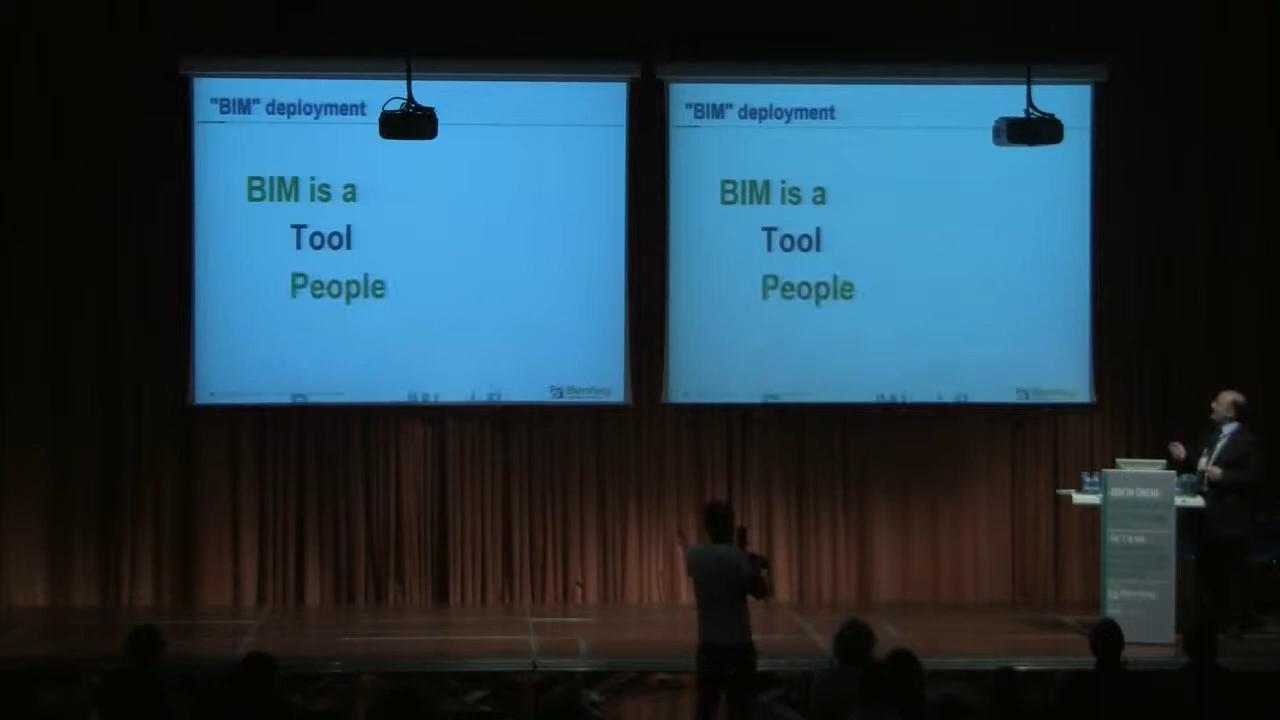 "BIM" deployment
BIM is a
Tool
People
"BIM" deployment
BIM is a
Tool
People